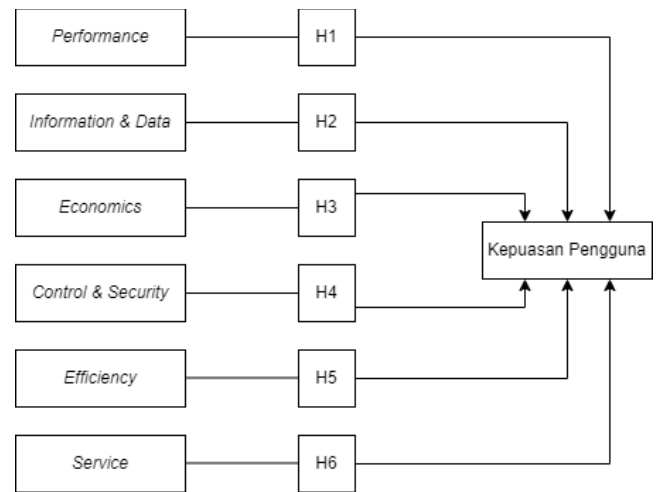 Performance
H1
Information & Data
H2
Economics
H3
Kepuasan Pengguna
Control & Security
H4
Efficiency
H5
Service
H6